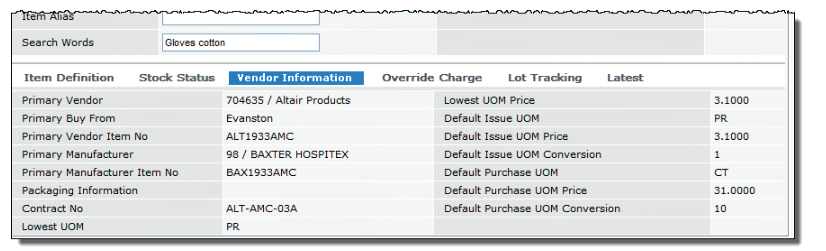 Item Alias
Search Words Gloves cotton
Item Definition Stock Status Vendor Information Override Charge Lot Tracking Latest
Primary Vendor 704635 / Altair Products Lowest UOM Price 3.1000
Primary Buy From Evanston Default Issue UOM PR
Primary Vendor Item No ALT1933AMC Default Issue UOM Price 3.1000
Primary Manufacturer 98 / BAXTER HOSPITEX Default Issue UOM Conversion 1
Primary Manufacturer Item No BAX1933AMC Default Purchase UOM CT
Packaging Information Default Purchase UOM Price 31.0000
Contract No ALT-AMC-03A Default Purchase UOM Conversion 10
Lowest UOM PR